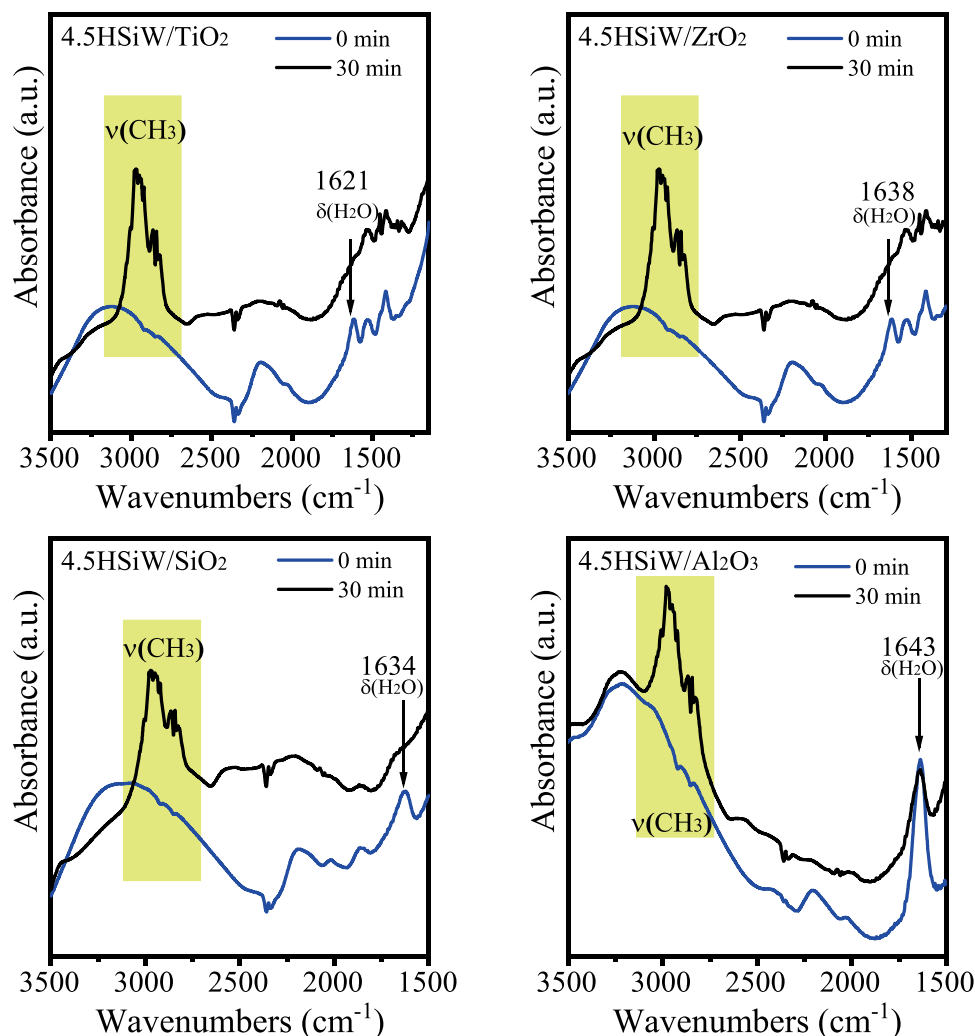 4.5HSiW/TiO2
0 min
30 min
ν(CH3)
1621
δ(H2O)
Absorbance (a.u.)
3500 3000 2500 2000 1500
Wavenumbers (cm-1)
4.5HSiW/ZrO2
0 min
30 min
ν(CH3)
1638
δ(H2O)
Absorbance (a.u.)
3500 3000 2500 2000 1500
Wavenumbers (cm-1)
4.5HSiW/SiO2
0 min
30 min
ν(CH3)
1634
δ(H2O)
Absorbance (a.u.)
3500 3000 2500 2000 1500
Wavenumbers (cm-1)
4.5HSiW/Al2O3
0 min
30 min
1643
δ(H2O)
ν(CH3)
Absorbance (a.u.)
3500 3000 2500 2000 1500
Wavenumbers (cm-1)